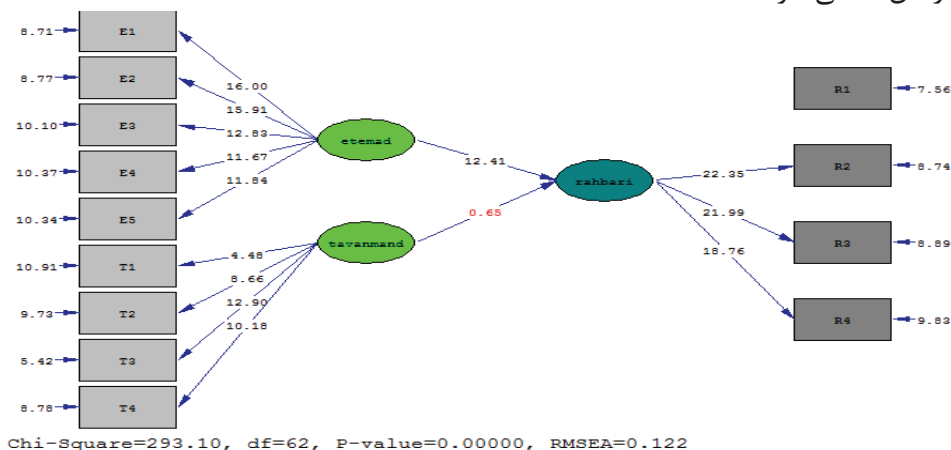 8.71 E1
8.77 E2
10.10 E3
10.37 E4
10.34 E5
10.91 T1
9.73 T2
5.42 T3
8.78 T4
16.00
15.91
12.83
11.67
11.84
4.48
8.66
12.90
10.18
etemad
tavanmand
12.41
0.65
rahbari
22.35
21.99
18.76
R1 7.56
R2 8.74
R3 8.89
R4 9.83
Chi-Square=293.10, df=62, P-value=0.00000, RMSEA=0.122